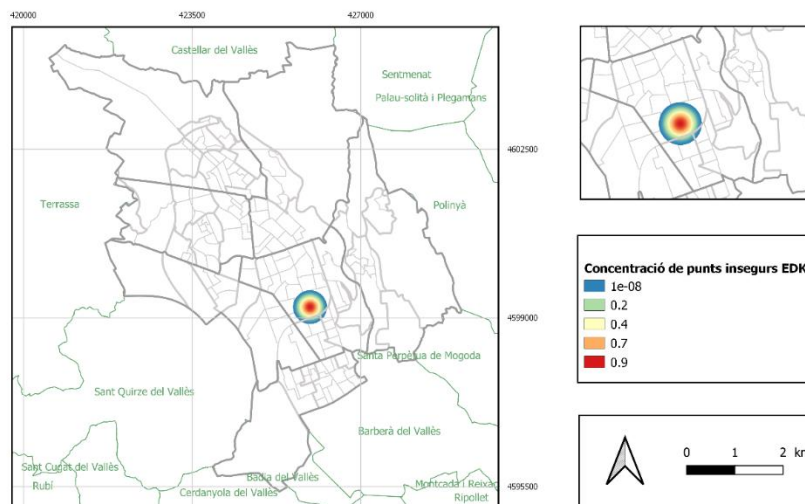 420000
423500
427000
Castellar del Vallès
Sentmenat
Palau-solità i Plegamans
4602500
Terrassa
Polinyà
4599000
Santa Perpètua de Mogoda
Sant Quirze del Vallès
Barberà del Vallès
Sant Cugat del Vallès
Badia del Vallès
Rubí
Cerdanyola del Vallès
Montcada i Reixac
Ripollet
4595500
Concentració de punts insegurs EDK
1e-08
0.2
0.4
0.7
0.9
0 1 2 km